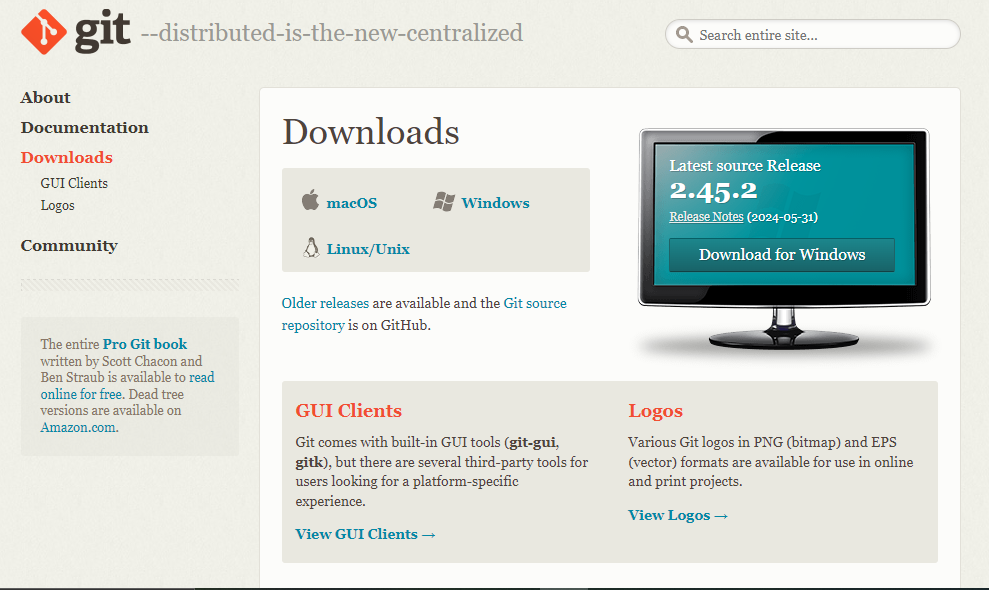 git --distributed-is-the-new-centralized
Search entire site...
About
Documentation
Downloads
GUI Clients
Logos
Community
The entire Pro Git book
written by Scott Chacon and
Ben Straub is available to read
online for free. Dead tree
versions are available on
Amazon.com.
Downloads
macOS
Windows
Linux/Unix
Older releases are available and the Git source
repository is on GitHub.
Latest source Release
2.45.2
Release Notes (2024-05-31)
Download for Windows
GUI Clients
Git comes with built-in GUI tools (git-gui,
gitk), but there are several third-party tools for
users looking for a platform-specific
experience.
View GUI Clients →
Logos
Various Git logos in PNG (bitmap) and EPS
(vector) formats are available for use in online
and print projects.
View Logos →